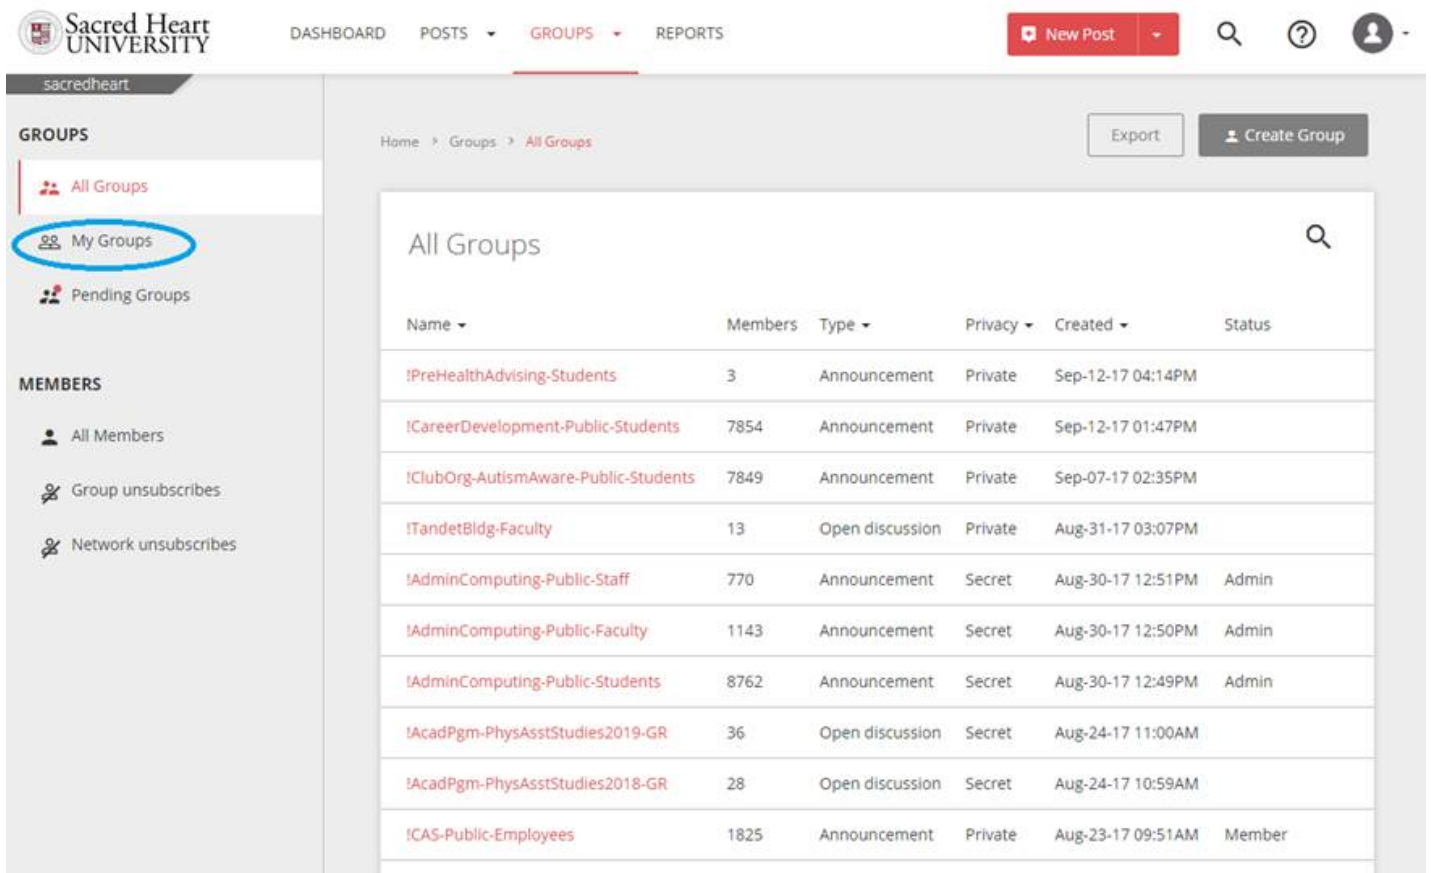 Sacred Heart
UNIVERSITY
DASHBOARD POSTS GROUPS REPORTS New Post
sacredheart
GROUPS
All Groups
My Groups
Pending Groups
MEMBERS
All Members
Group unsubscribes
Network unsubscribes
Home > Groups > All Groups Export Create Group
All Groups
Name Members Type Privacy Created Status
!PreHealthAdvising-Students 3 Announcement Private Sep-12-17 04:14PM
!CareerDevelopment-Public-Students 7854 Announcement Private Sep-12-17 01:47PM
!ClubOrg-AutismAware-Public-Students 7849 Announcement Private Sep-07-17 02:35PM
!TandetBldg-Faculty 13 Open discussion Private Aug-31-17 03:07PM
!AdminComputing-Public-Staff 770 Announcement Secret Aug-30-17 12:51PM Admin
!AdminComputing-Public-Faculty 1143 Announcement Secret Aug-30-17 12:50PM Admin
!AdminComputing-Public-Students 8762 Announcement Secret Aug-30-17 12:49PM Admin
!AcadPgm-PhysAsstStudies2019-GR 36 Open discussion Secret Aug-24-17 11:00AM
!AcadPgm-PhysAsstStudies2018-GR 28 Open discussion Secret Aug-24-17 10:59AM
!CAS-Public-Employees 1825 Announcement Private Aug-23-17 09:51AM Member